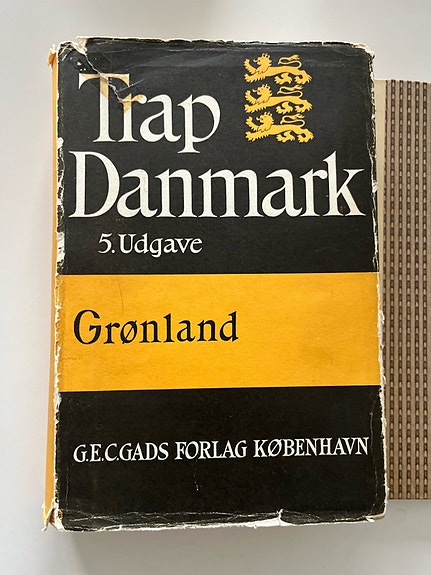 Trap
Danmark
5. Udgave
Grønland
G.E.C.GADS FORLAG KØBENHAVN